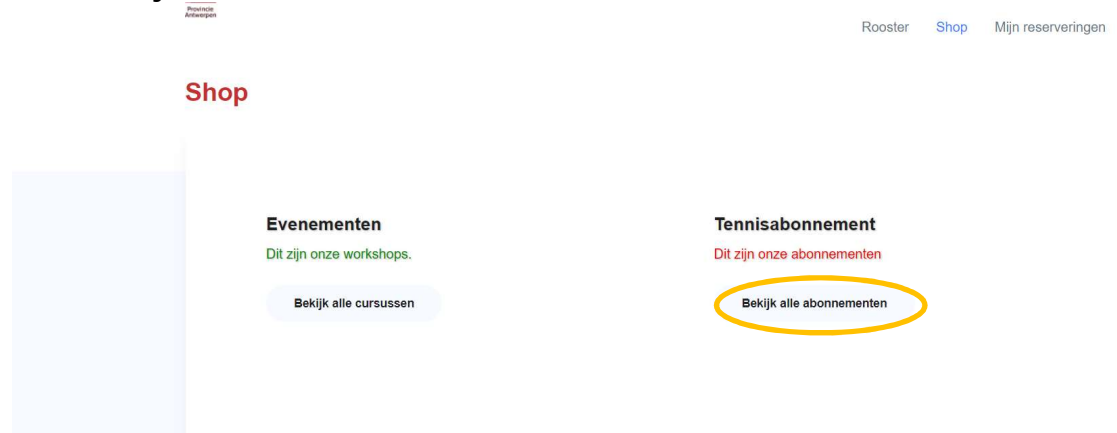 Provincie
Antwerpen
Rooster Shop Mijn reserveringen
Shop
Evenementen
Dit zijn onze workshops.
Bekijk alle cursussen
Tennisabonnement
Dit zijn onze abonnementen
Bekijk alle abonnementen